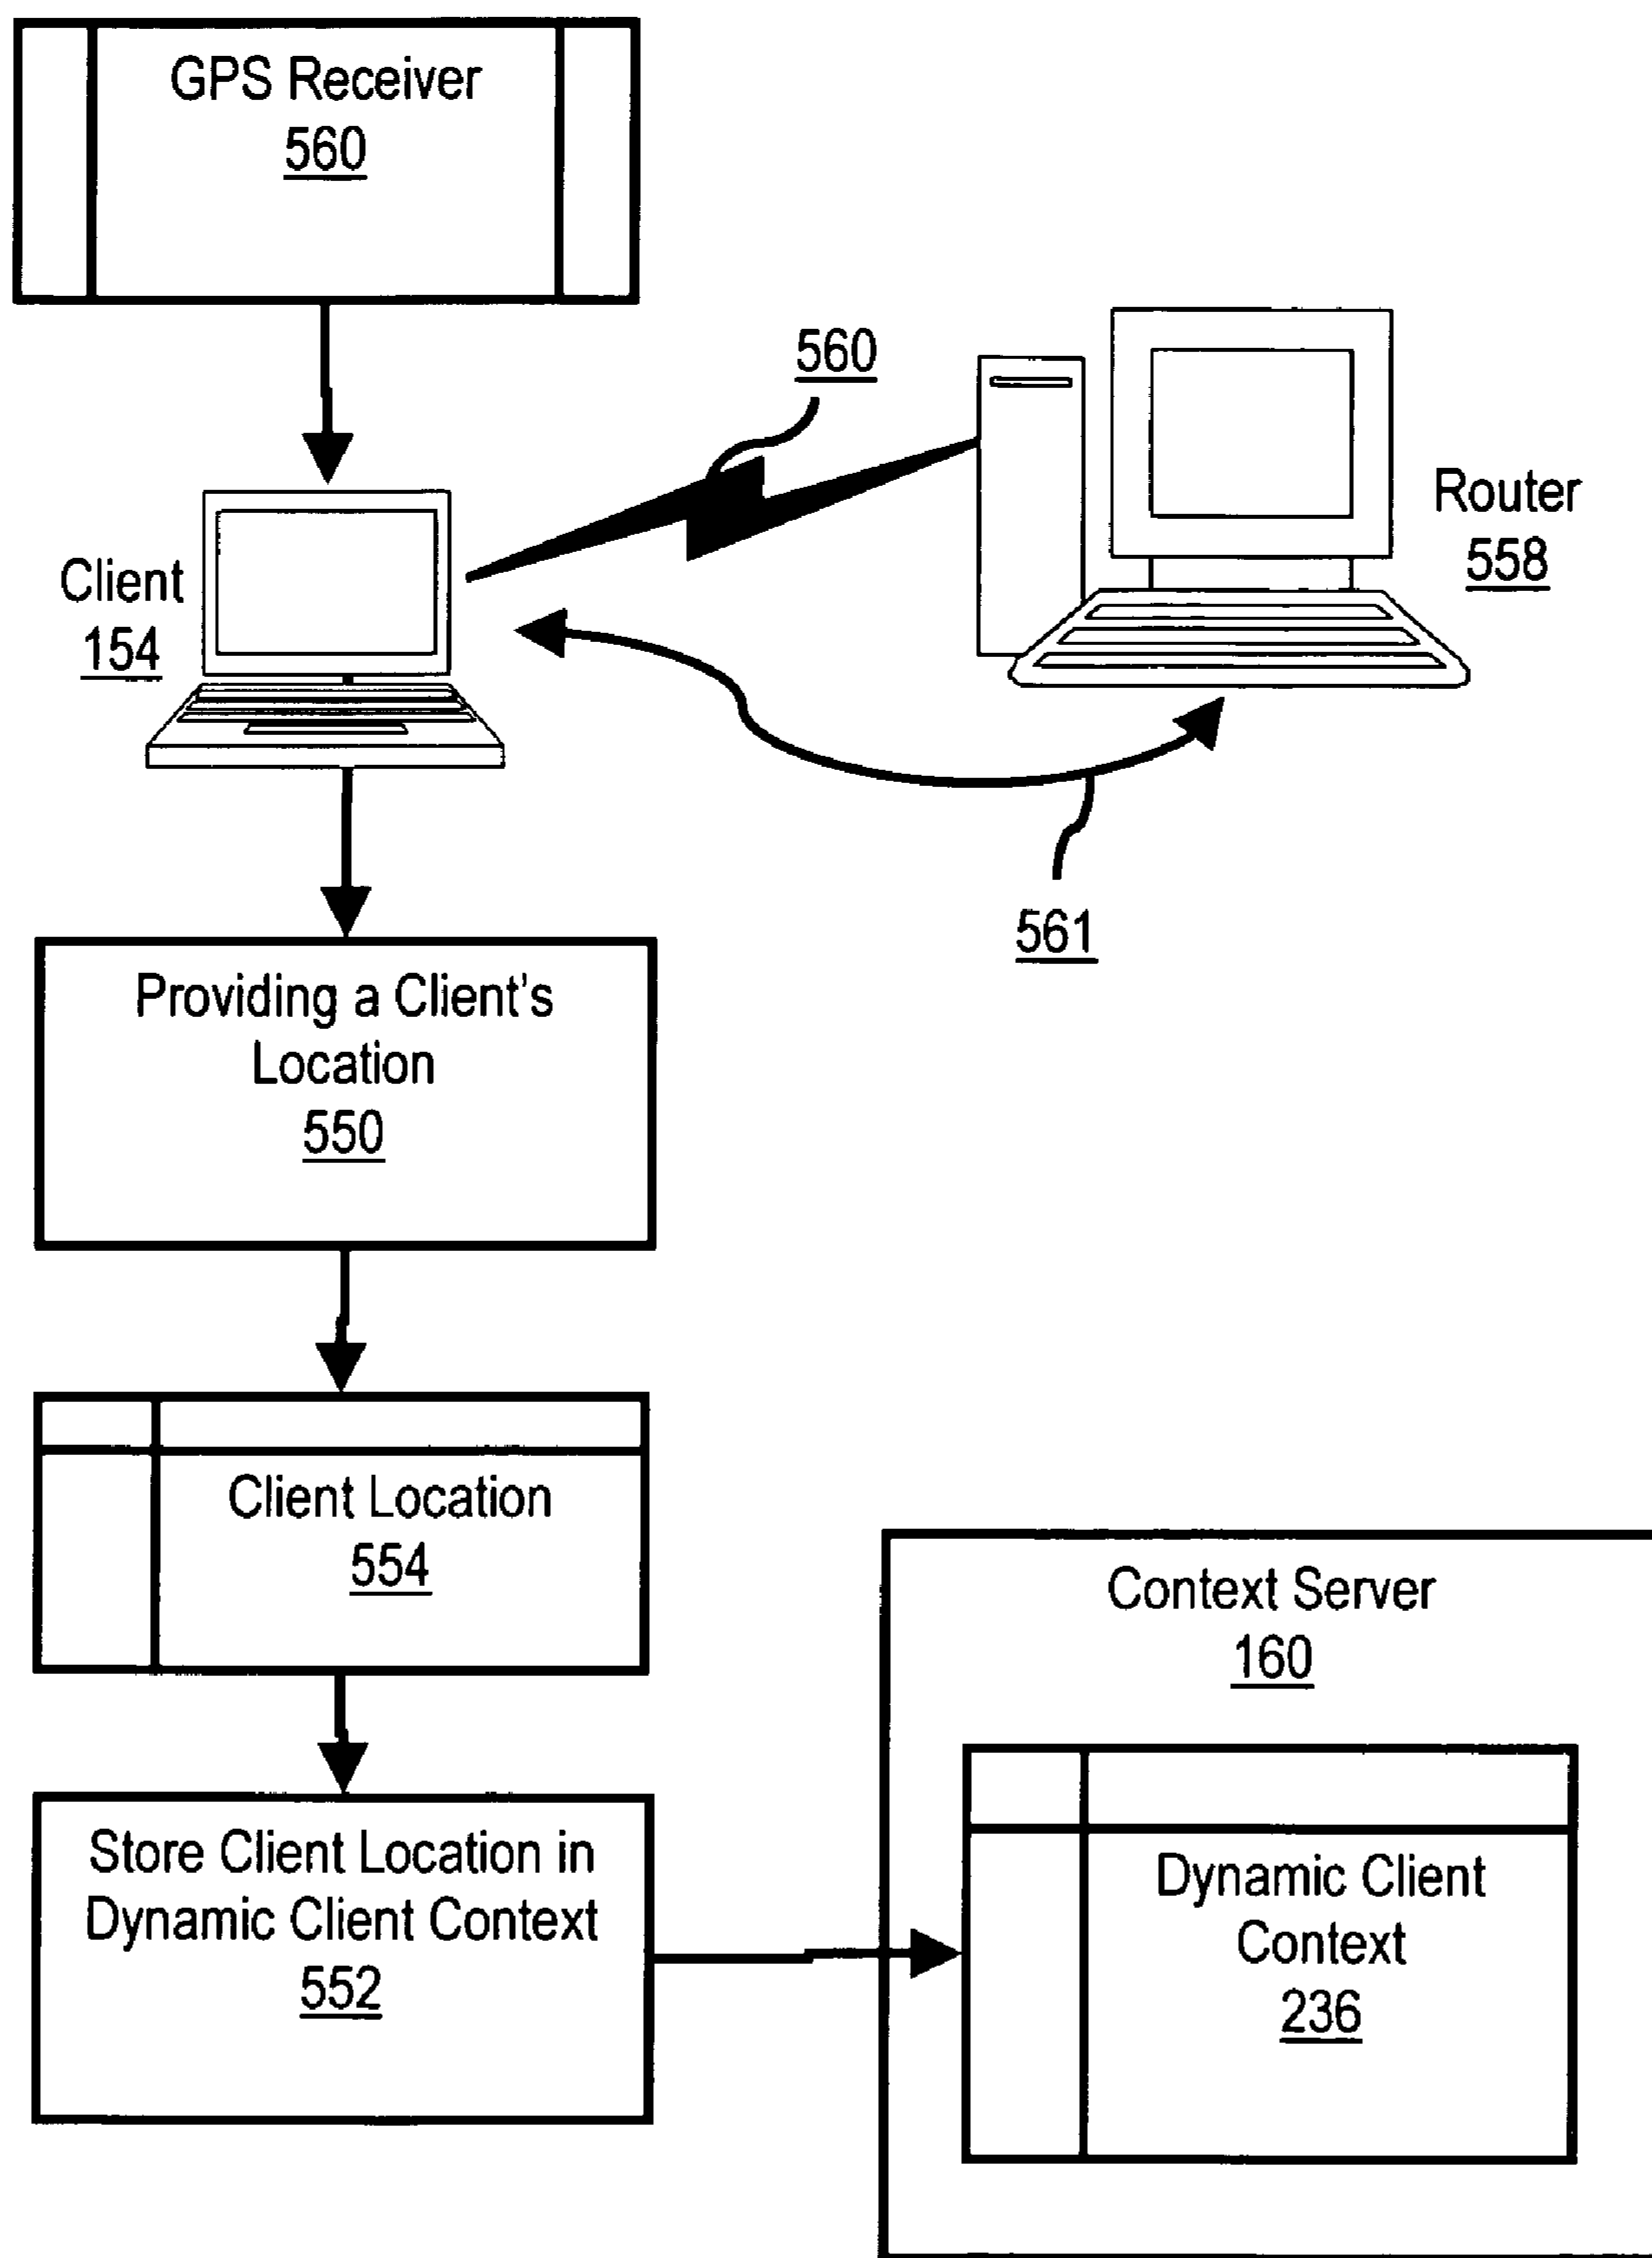 GPS Receiver
560
560
Router
558
Client
154
561
Providing a Client's
Location
550
Client Location
554
Context Server
160
Store Client Location in
Dynamic Client Context
552
Dynamic Client
Context
236